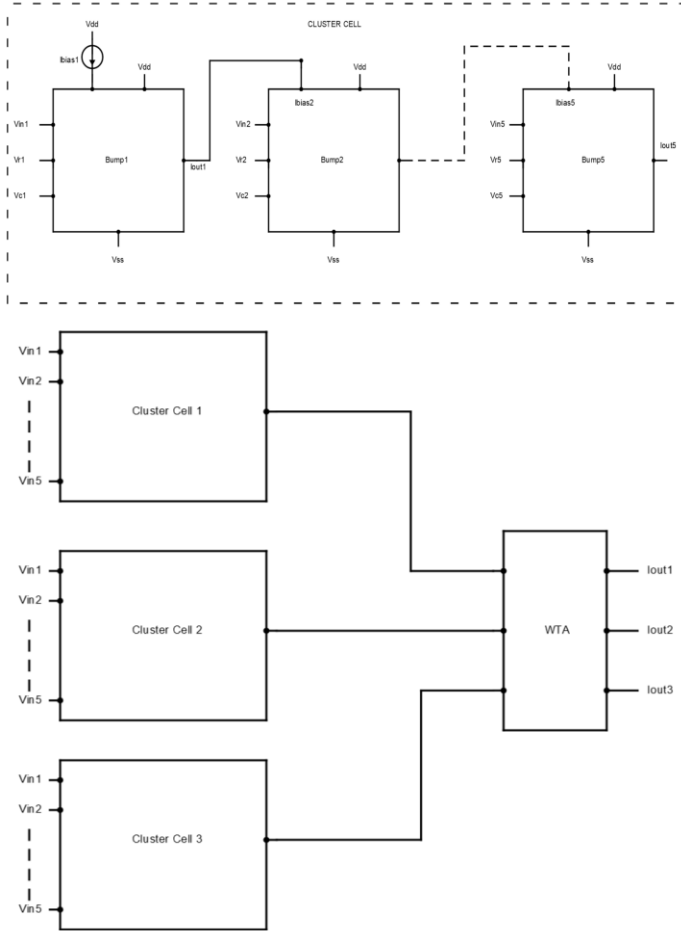 CLUSTER CELL
Vdd
Ibias1
Vdd
Vin1
Vr1
Vc1
Bump1
Iout1
Vss
Vdd
Ibias2
Vin2
Vr2
Vc2
Bump2
Vss
Vdd
Ibias5
Vin5
Vr5
Vc5
Bump5
Iout5
Vss
Vin1
Vin2
Vin5
Cluster Cell 1
Vin1
Vin2
Vin5
Cluster Cell 2
Vin1
Vin2
Vin5
Cluster Cell 3
WTA
Iout1
Iout2
Iout3